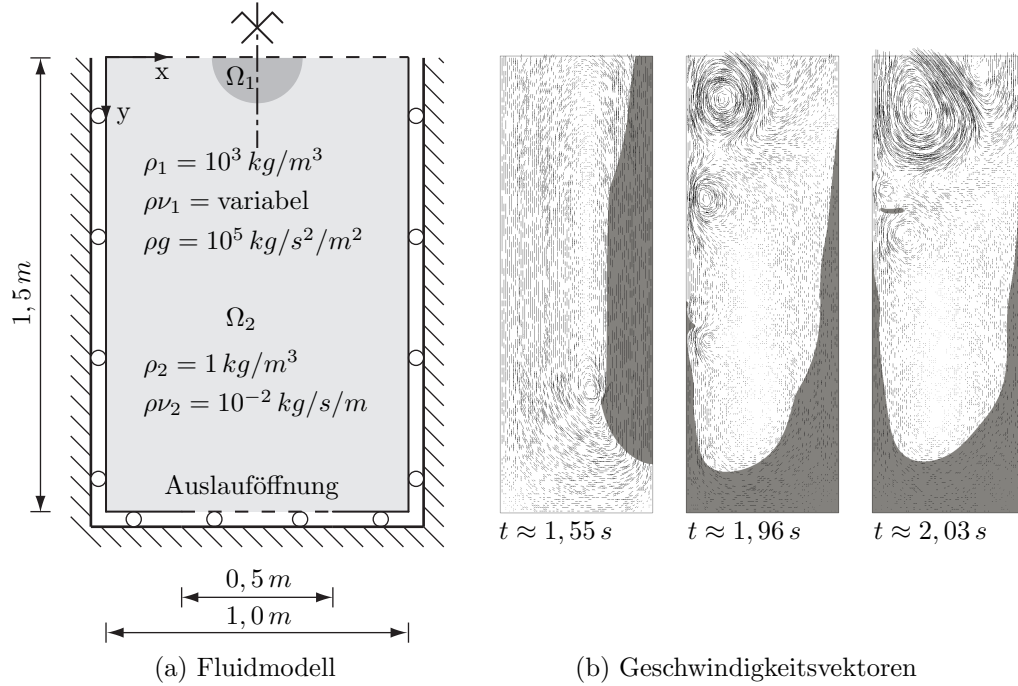 Ω₁
x
y
ρ₁ = 10³ kg/m³
ρν₁ = variabel
ρg = 10⁵ kg/s²/m²
1,5 m
Ω₂
ρ₂ = 1 kg/m³
ρν₂ = 10⁻² kg/s/m
Auslauföffnung
0,5 m
1,0 m
(a) Fluidmodell
t ≈ 1,55 s
t ≈ 1,96 s
t ≈ 2,03 s
(b) Geschwindigkeitsvektoren